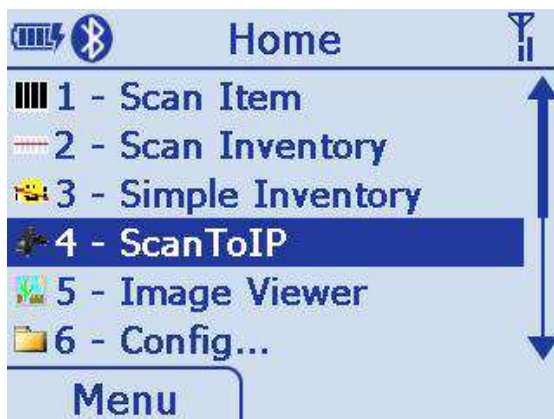 Home
1 - Scan Item
2 - Scan Inventory
3 - Simple Inventory
4 - ScanToIP
5 - Image Viewer
6 - Config...
Menu